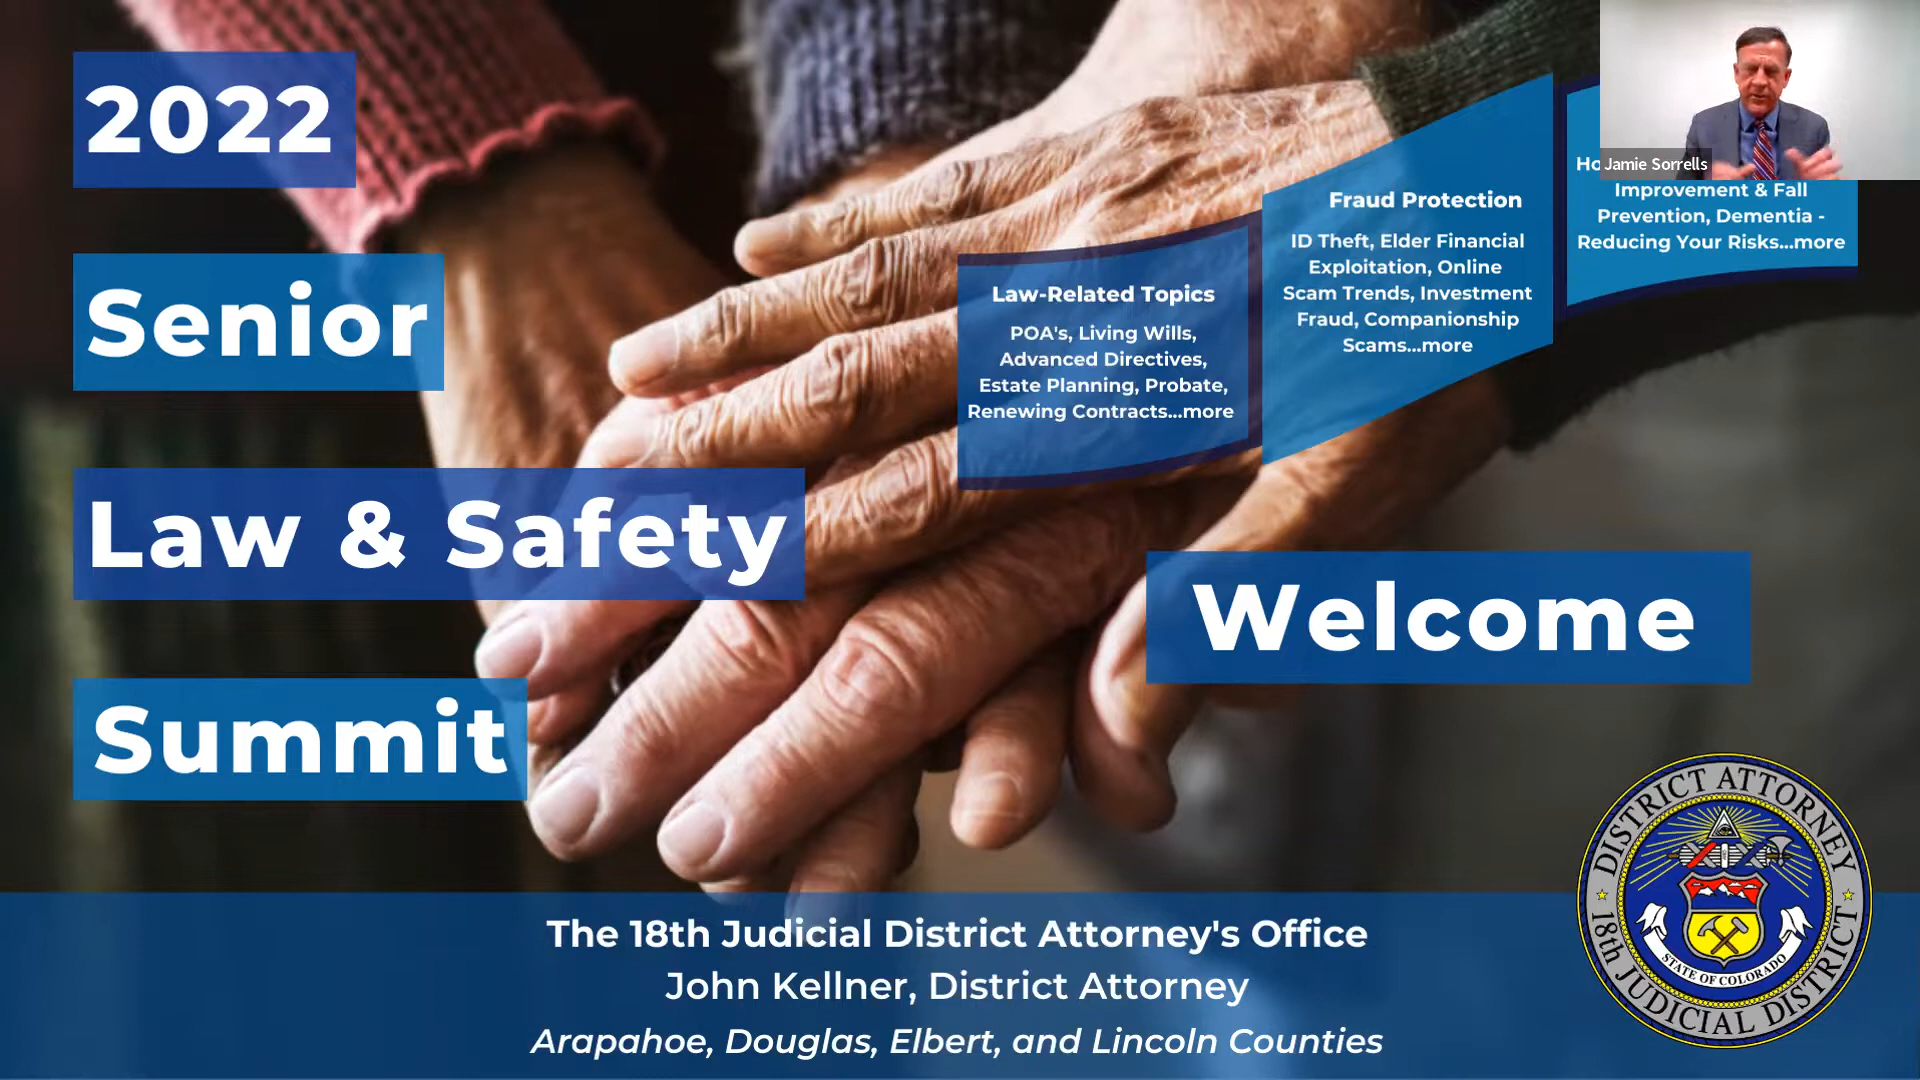 2022
Senior
Law & Safety
Summit
Law-Related Topics
POA's, Living Wills,
Advanced Directives,
Estate Planning, Probate,
Renewing Contracts...more
Fraud Protection
ID Theft, Elder Financial
Exploitation, Online
Scam Trends, Investment
Fraud, Companionship
Scams...more
Jamie Sorrells
Improvement & Fall
Prevention, Dementia -
Reducing Your Risks...more
Welcome
The 18th Judicial District Attorney's Office
John Kellner, District Attorney
Arapahoe, Douglas, Elbert, and Lincoln Counties
DISTRICT ATTORNEY
STATE OF COLORADO
18th JUDICIAL DISTRICT